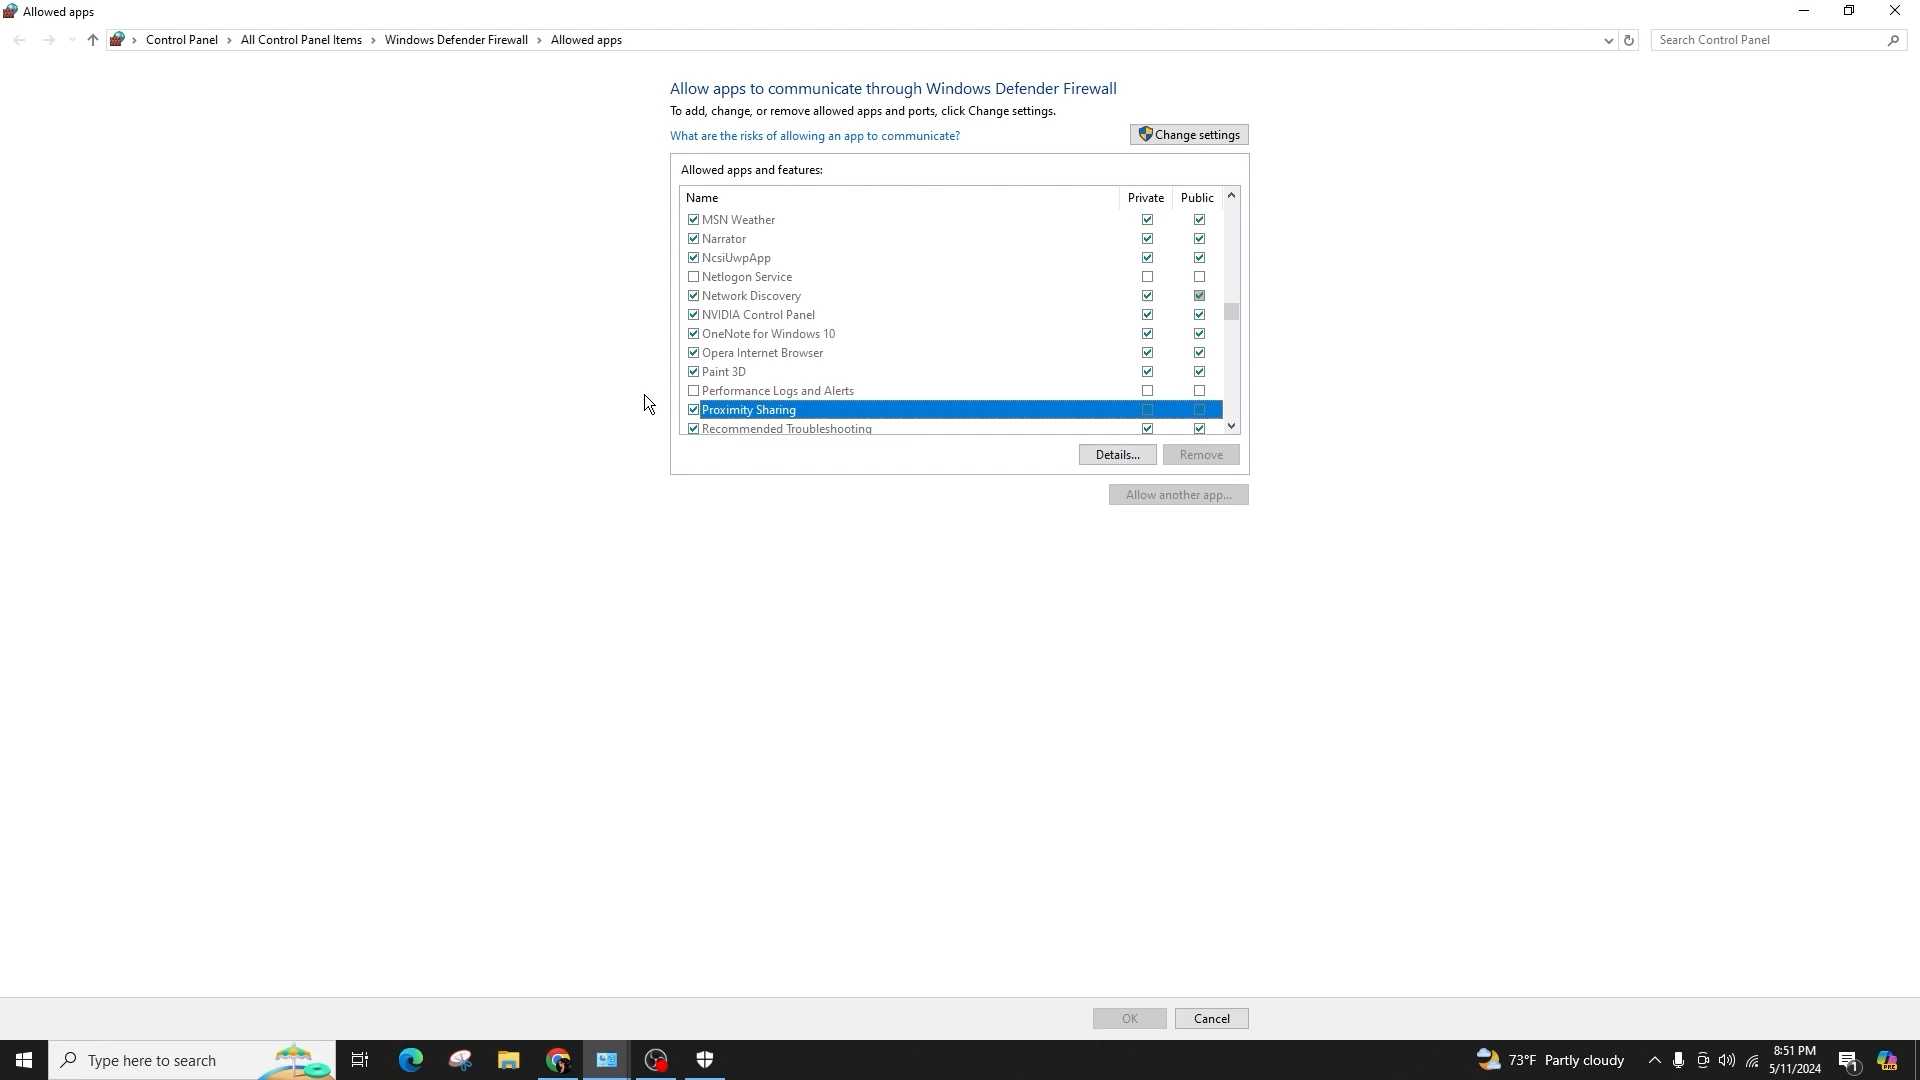 Allowed apps
Control Panel > All Control Panel Items > Windows Defender Firewall > Allowed apps
Search Control Panel
Allow apps to communicate through Windows Defender Firewall
To add, change, or remove allowed apps and ports, click Change settings.
What are the risks of allowing an app to communicate?
Change settings
Allowed apps and features:
Name Private Public
MSN Weather
Narrator
NcsiUwpApp
Netlogon Service
Network Discovery
NVIDIA Control Panel
OneNote for Windows 10
Opera Internet Browser
Paint 3D
Performance Logs and Alerts
Proximity Sharing
Recommended Troubleshooting
Details... Remove
Allow another app...
OK Cancel
Type here to search
73°F Partly cloudy
8:51 PM
5/11/2024
1
PRE